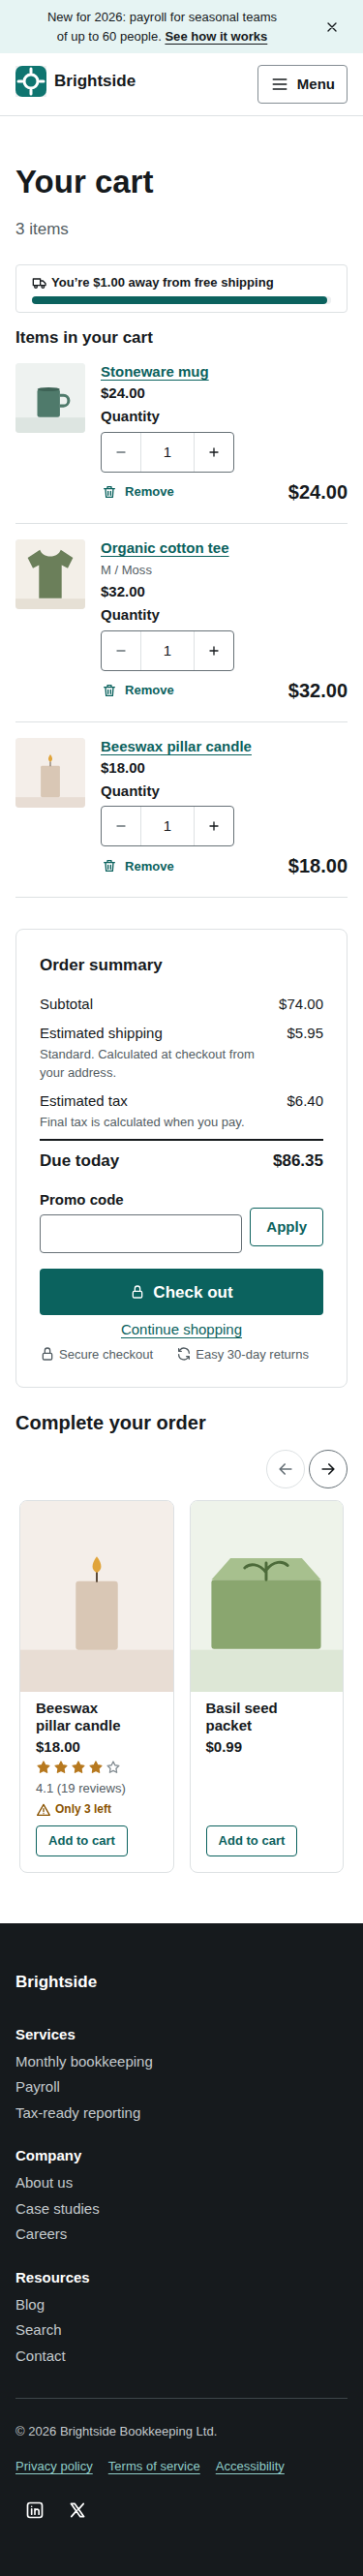 New for 2026: payroll for seasonal teams
of up to 60 people. See how it works
Brightside
Menu
Your cart
3 items
You’re $1.00 away from free shipping
Items in your cart
Stoneware mug
$24.00
Quantity
− 1 +
Remove $24.00
Organic cotton tee
M / Moss
$32.00
Quantity
− 1 +
Remove $32.00
Beeswax pillar candle
$18.00
Quantity
− 1 +
Remove $18.00
Order summary
Subtotal $74.00
Estimated shipping $5.95
Standard. Calculated at checkout from
your address.
Estimated tax $6.40
Final tax is calculated when you pay.
Due today $86.35
Promo code
Apply
Check out
Continue shopping
Secure checkout Easy 30-day returns
Complete your order
Beeswax
pillar candle
$18.00
4.1 (19 reviews)
Only 3 left
Add to cart
Basil seed
packet
$0.99
Add to cart
Brightside
Services
Monthly bookkeeping
Payroll
Tax-ready reporting
Company
About us
Case studies
Careers
Resources
Blog
Search
Contact
© 2026 Brightside Bookkeeping Ltd.
Privacy policy Terms of service Accessibility